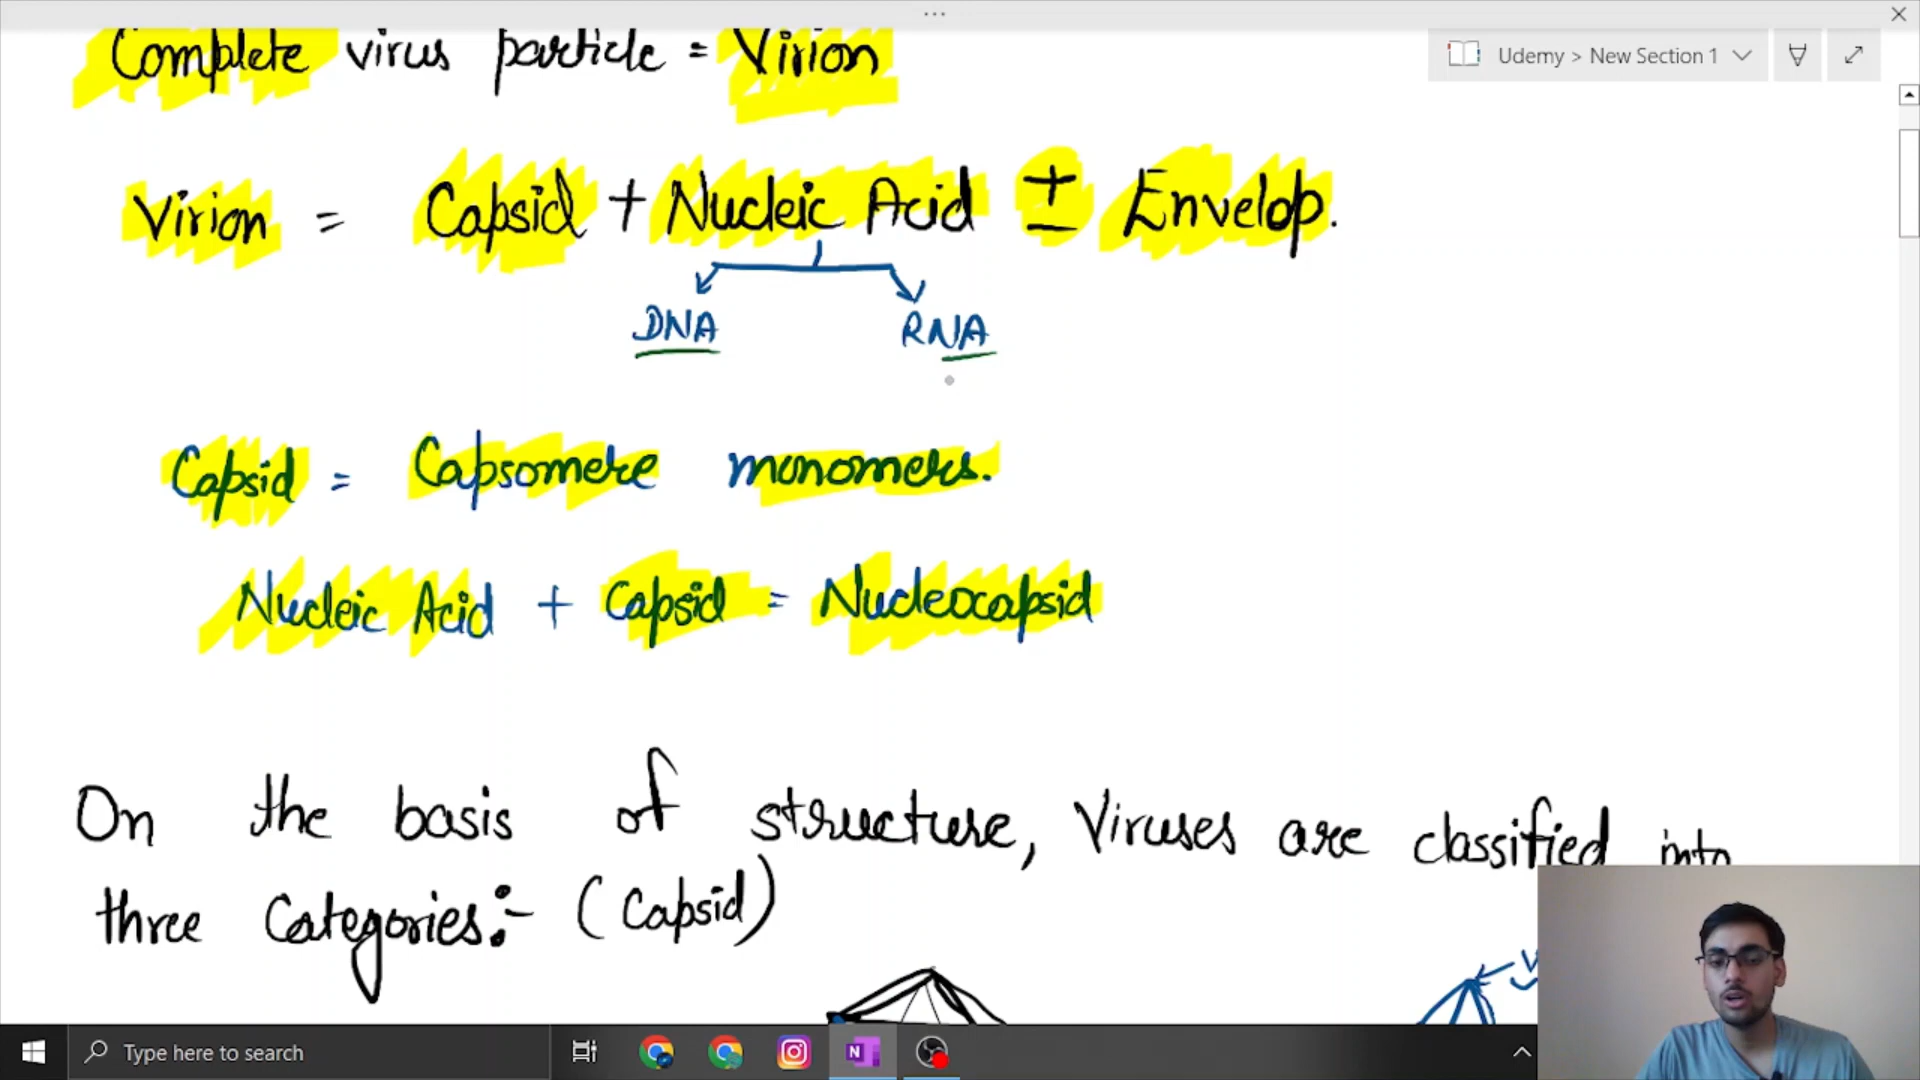 Complete virus particle = Virion
Udemy > New Section 1
Virion = Capsid + Nucleic Acid ± Envelop.
DNA RNA
Capsid = Capsomere monomers.
Nucleic Acid + Capsid = Nucleocapsid
On the basis of structure, Viruses are classified into
three Categories:- (Capsid)
Type here to search